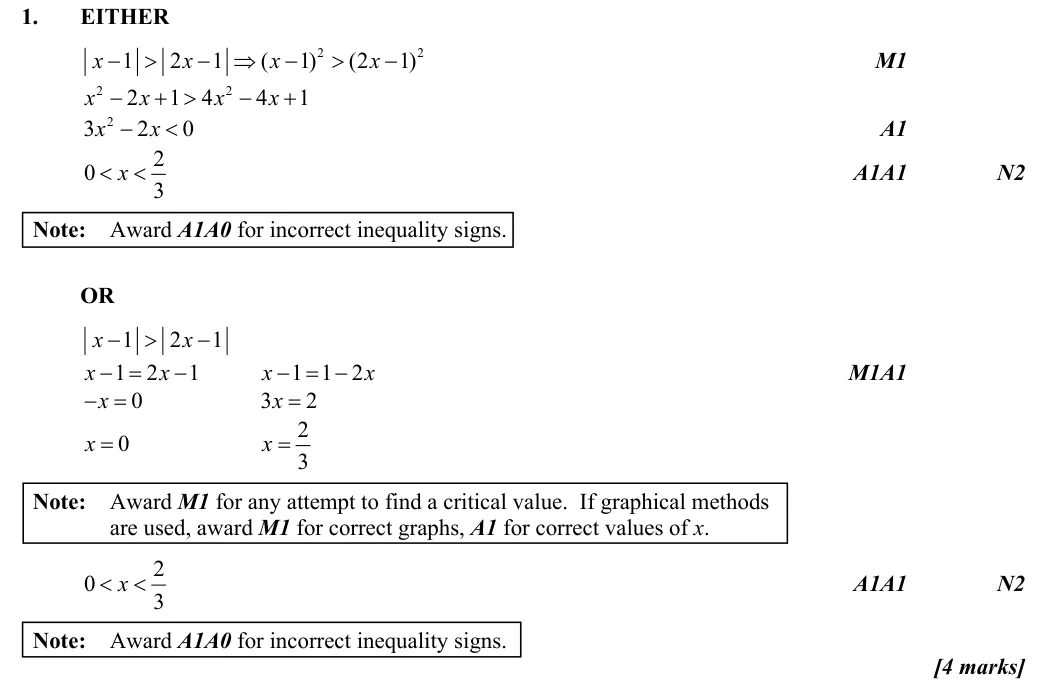 1. EITHER
|x−1|>|2x−1|⇒(x−1)²>(2x−1)² M1
x²−2x+1>4x²−4x+1
3x²−2x<0 A1
0<x<2/3 A1A1 N2
Note: Award A1A0 for incorrect inequality signs.
OR
|x−1|>|2x−1|
x−1=2x−1 x−1=1−2x M1A1
−x=0 3x=2
x=0 x=2/3
Note: Award M1 for any attempt to find a critical value. If graphical methods
are used, award M1 for correct graphs, A1 for correct values of x.
0<x<2/3 A1A1 N2
Note: Award A1A0 for incorrect inequality signs.
[4 marks]